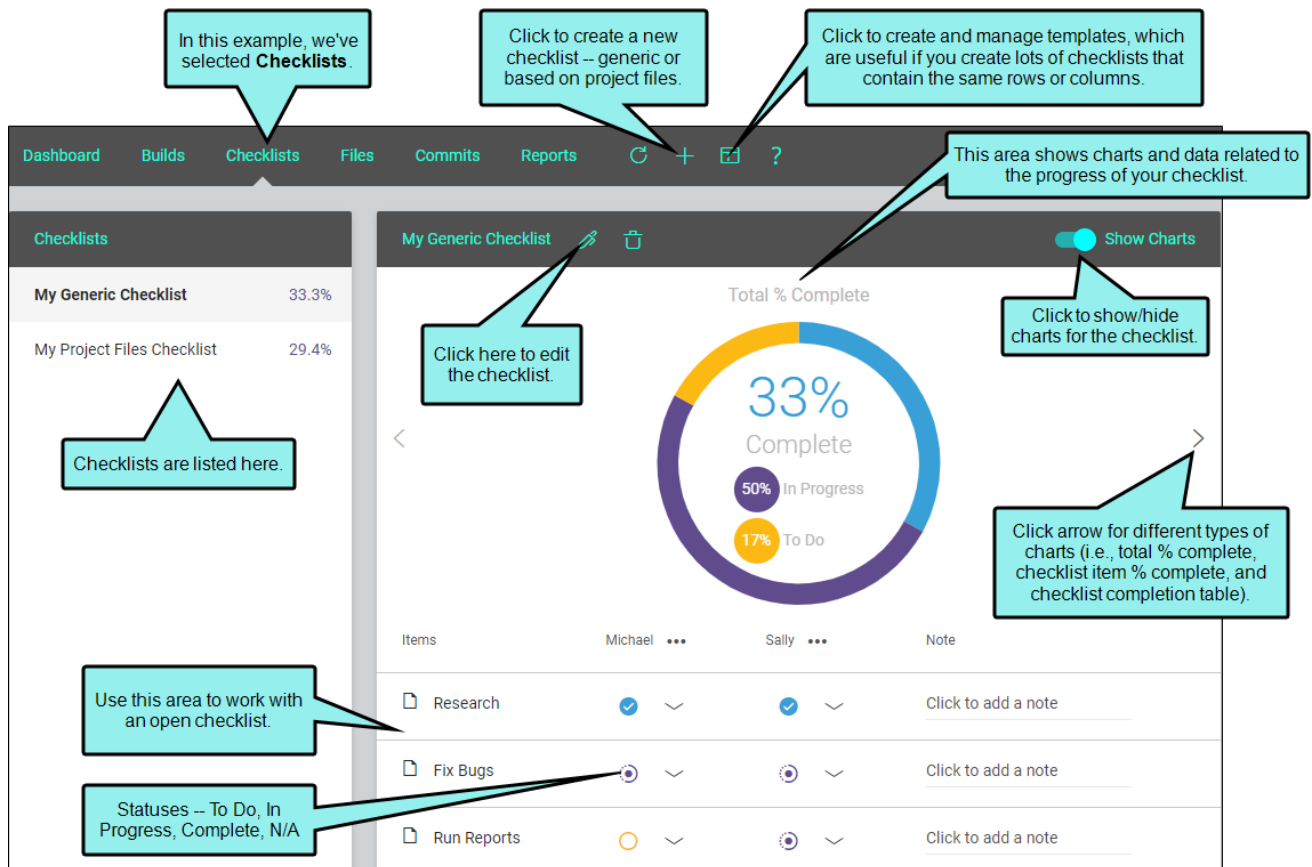 In this example, we've
selected Checklists.
Click to create a new
checklist -- generic or
based on project files.
Click to create and manage templates, which
are useful if you create lots of checklists that
contain the same rows or columns.
Dashboard Builds Checklists Files Commits Reports ?
This area shows charts and data related to
the progress of your checklist.
Checklists
My Generic Checklist 33.3%
My Project Files Checklist 29.4%
Checklists are listed here.
My Generic Checklist Show Charts
Click here to edit
the checklist.
Click to show/hide
charts for the checklist.
Total % Complete
33%
Complete
50% In Progress
17% To Do
Click arrow for different types of
charts (i.e., total % complete,
checklist item % complete, and
checklist completion table).
Items Michael ••• Sally ••• Note
Use this area to work with
an open checklist.
Research Click to add a note
Fix Bugs Click to add a note
Statuses -- To Do, In
Progress, Complete, N/A
Run Reports Click to add a note